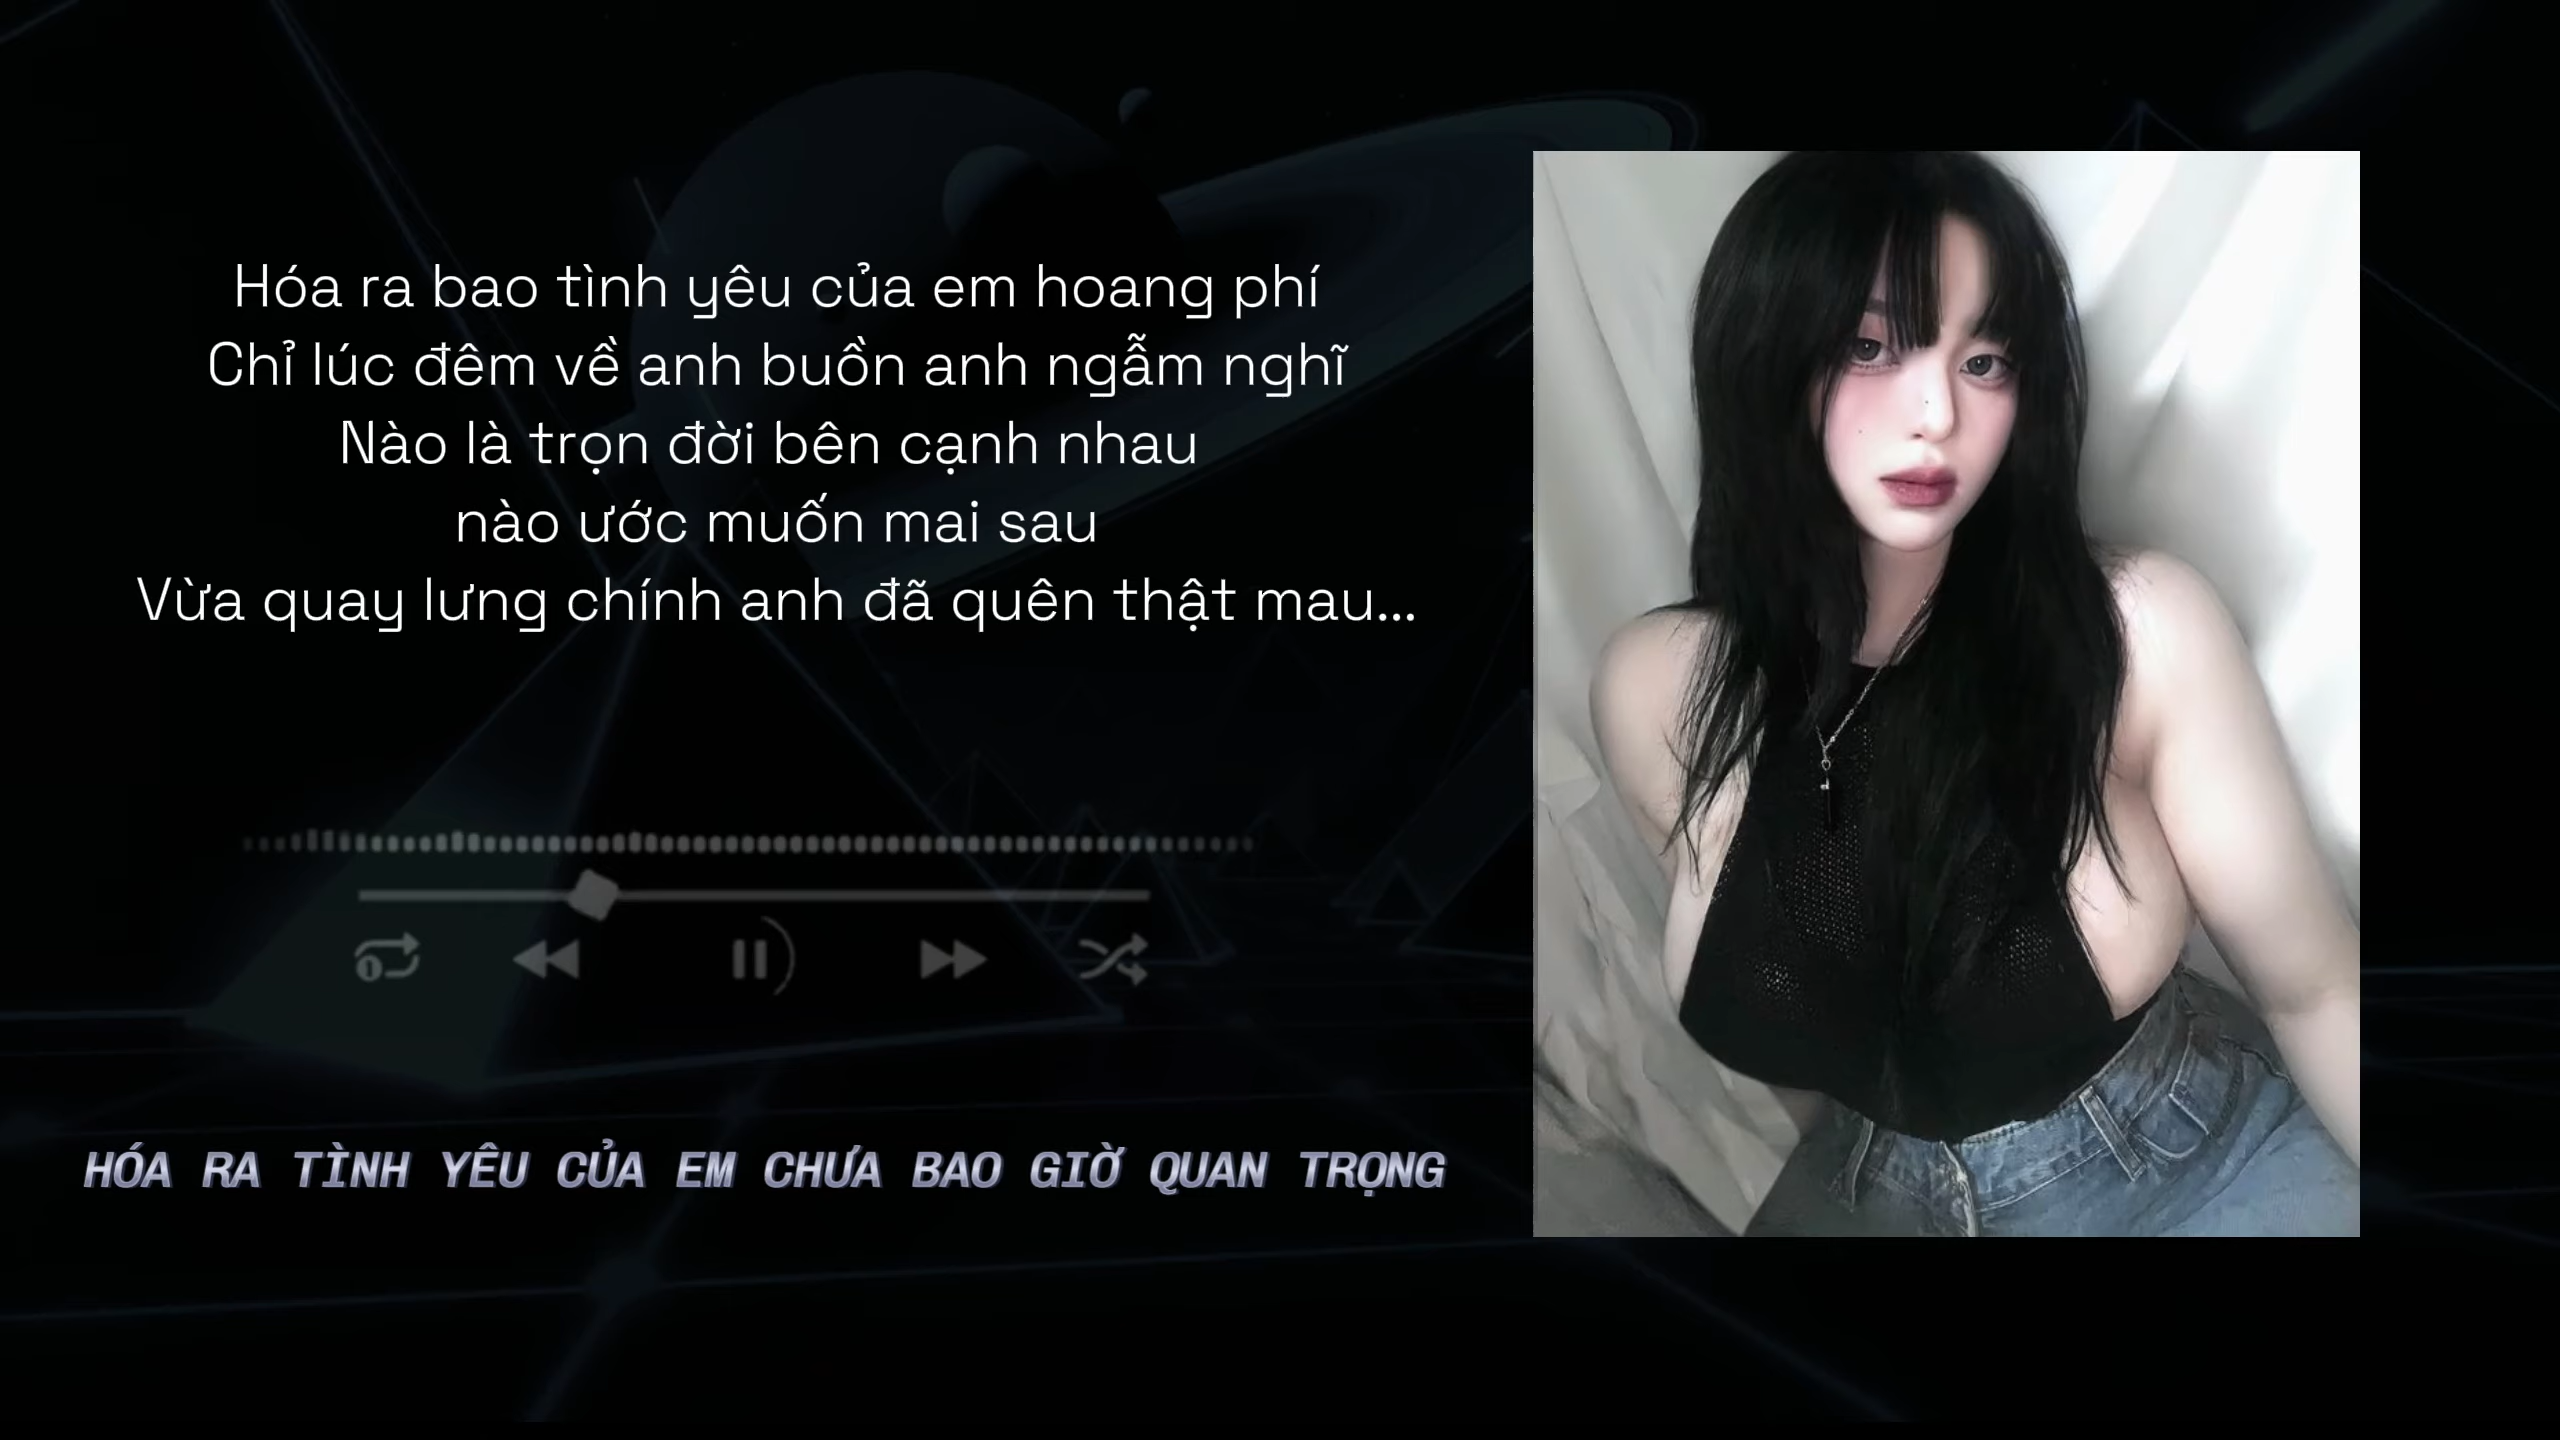 Hóa ra bao tình yêu của em hoang phí
Chỉ lúc đêm về anh buồn anh ngẫm nghĩ
Nào là trọn đời bên cạnh nhau
nào ước muốn mai sau
Vừa quay lưng chính anh đã quên thật mau...
1
HÓA RA TÌNH YÊU CỦA EM CHƯA BAO GIỜ QUAN TRỌNG